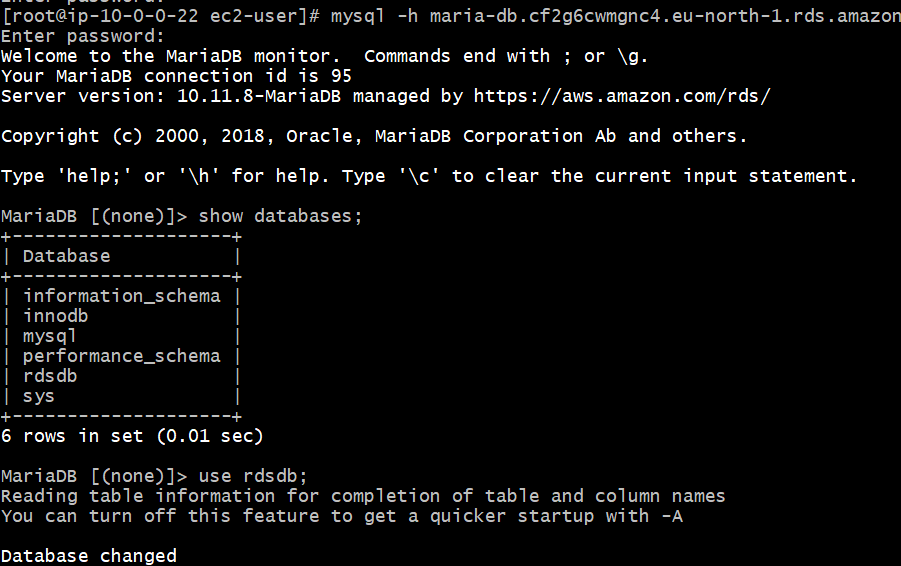 Enter password:
[root@ip-10-0-0-22 ec2-user]# mysql -h maria-db.cf2g6cwmgnc4.eu-north-1.rds.amazon
Enter password:
Welcome to the MariaDB monitor.  Commands end with ; or \g.
Your MariaDB connection id is 95
Server version: 10.11.8-MariaDB managed by https://aws.amazon.com/rds/
Copyright (c) 2000, 2018, Oracle, MariaDB Corporation Ab and others.
Type 'help;' or '\h' for help. Type '\c' to clear the current input statement.
MariaDB [(none)]> show databases;
+--------------------+
| Database           |
+--------------------+
| information_schema |
| innodb             |
| mysql              |
| performance_schema |
| rdsdb              |
| sys                |
+--------------------+
6 rows in set (0.01 sec)
MariaDB [(none)]> use rdsdb;
Reading table information for completion of table and column names
You can turn off this feature to get a quicker startup with -A
Database changed